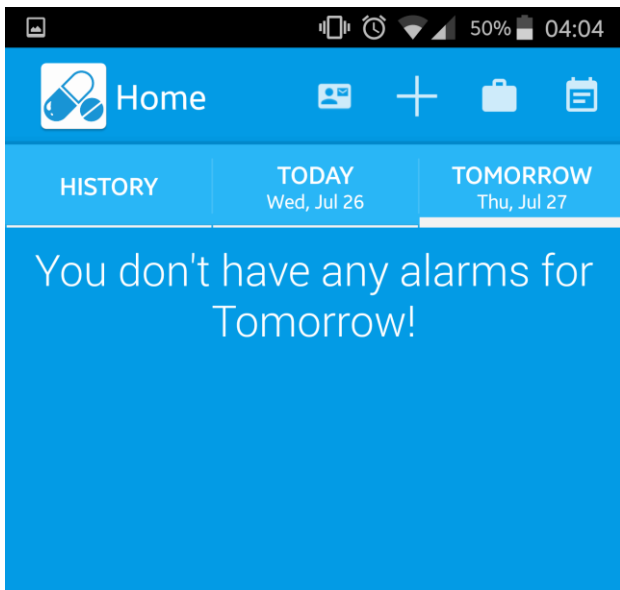 50% 04:04
Home
HISTORY
TODAY
Wed, Jul 26
TOMORROW
Thu, Jul 27
You don't have any alarms for
Tomorrow!